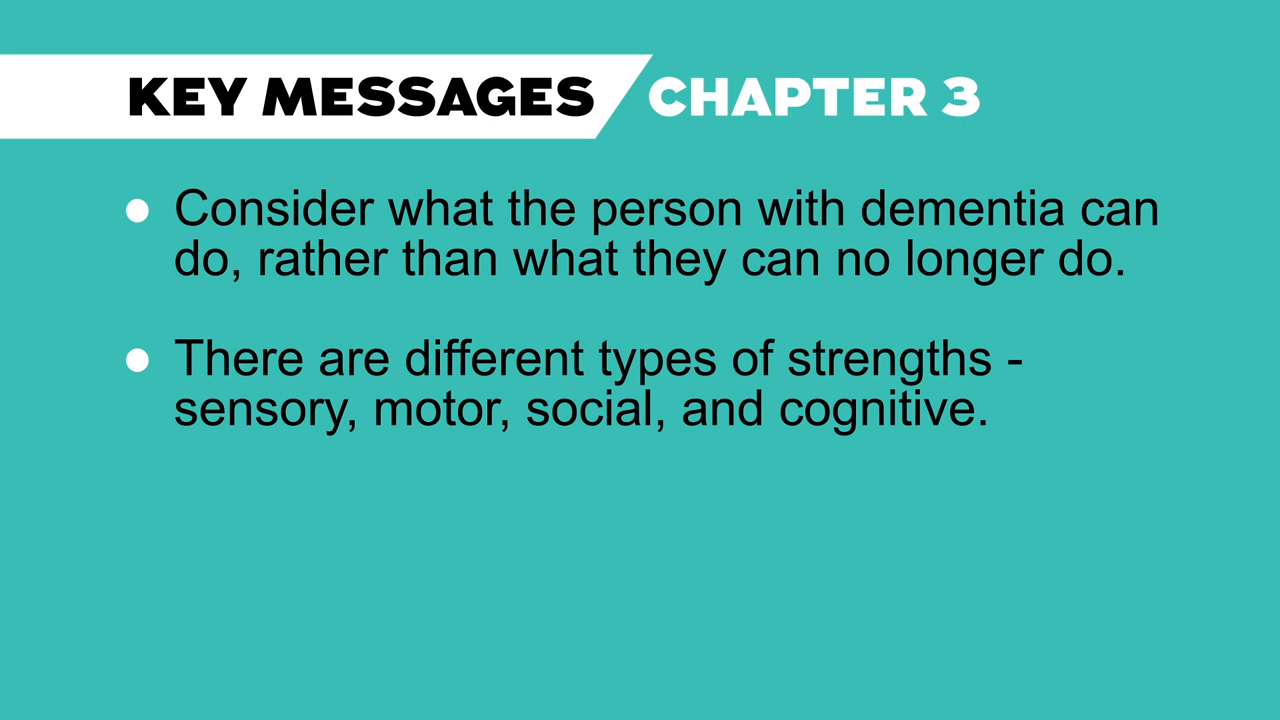 KEY MESSAGES CHAPTER 3
● Consider what the person with dementia can
do, rather than what they can no longer do.
● There are different types of strengths -
sensory, motor, social, and cognitive.